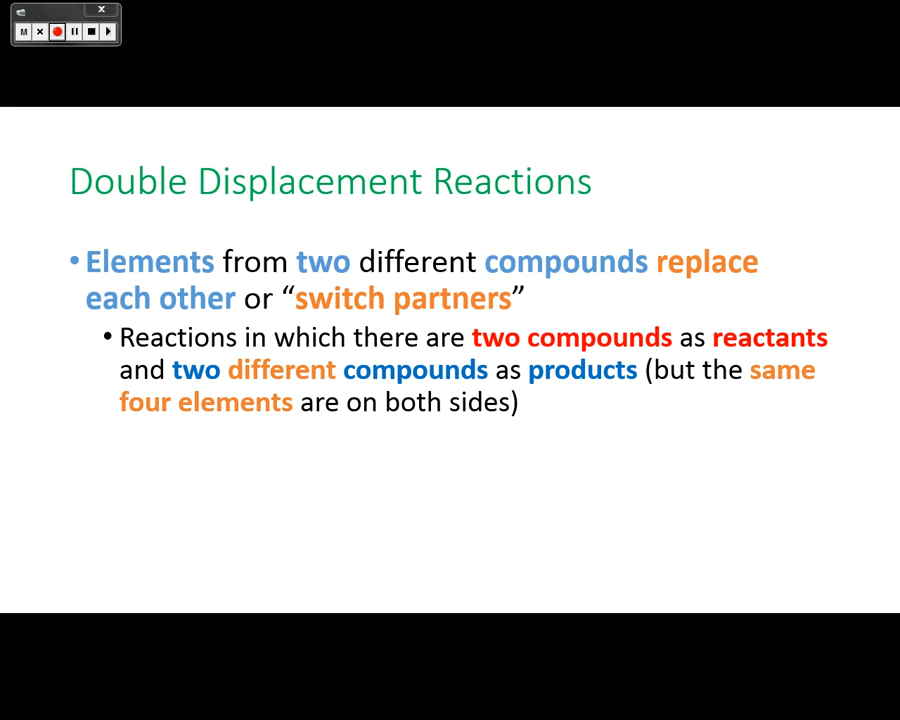 M
Double Displacement Reactions
• Elements from two different compounds replace
each other or “switch partners”
• Reactions in which there are two compounds as reactants
and two different compounds as products (but the same
four elements are on both sides)